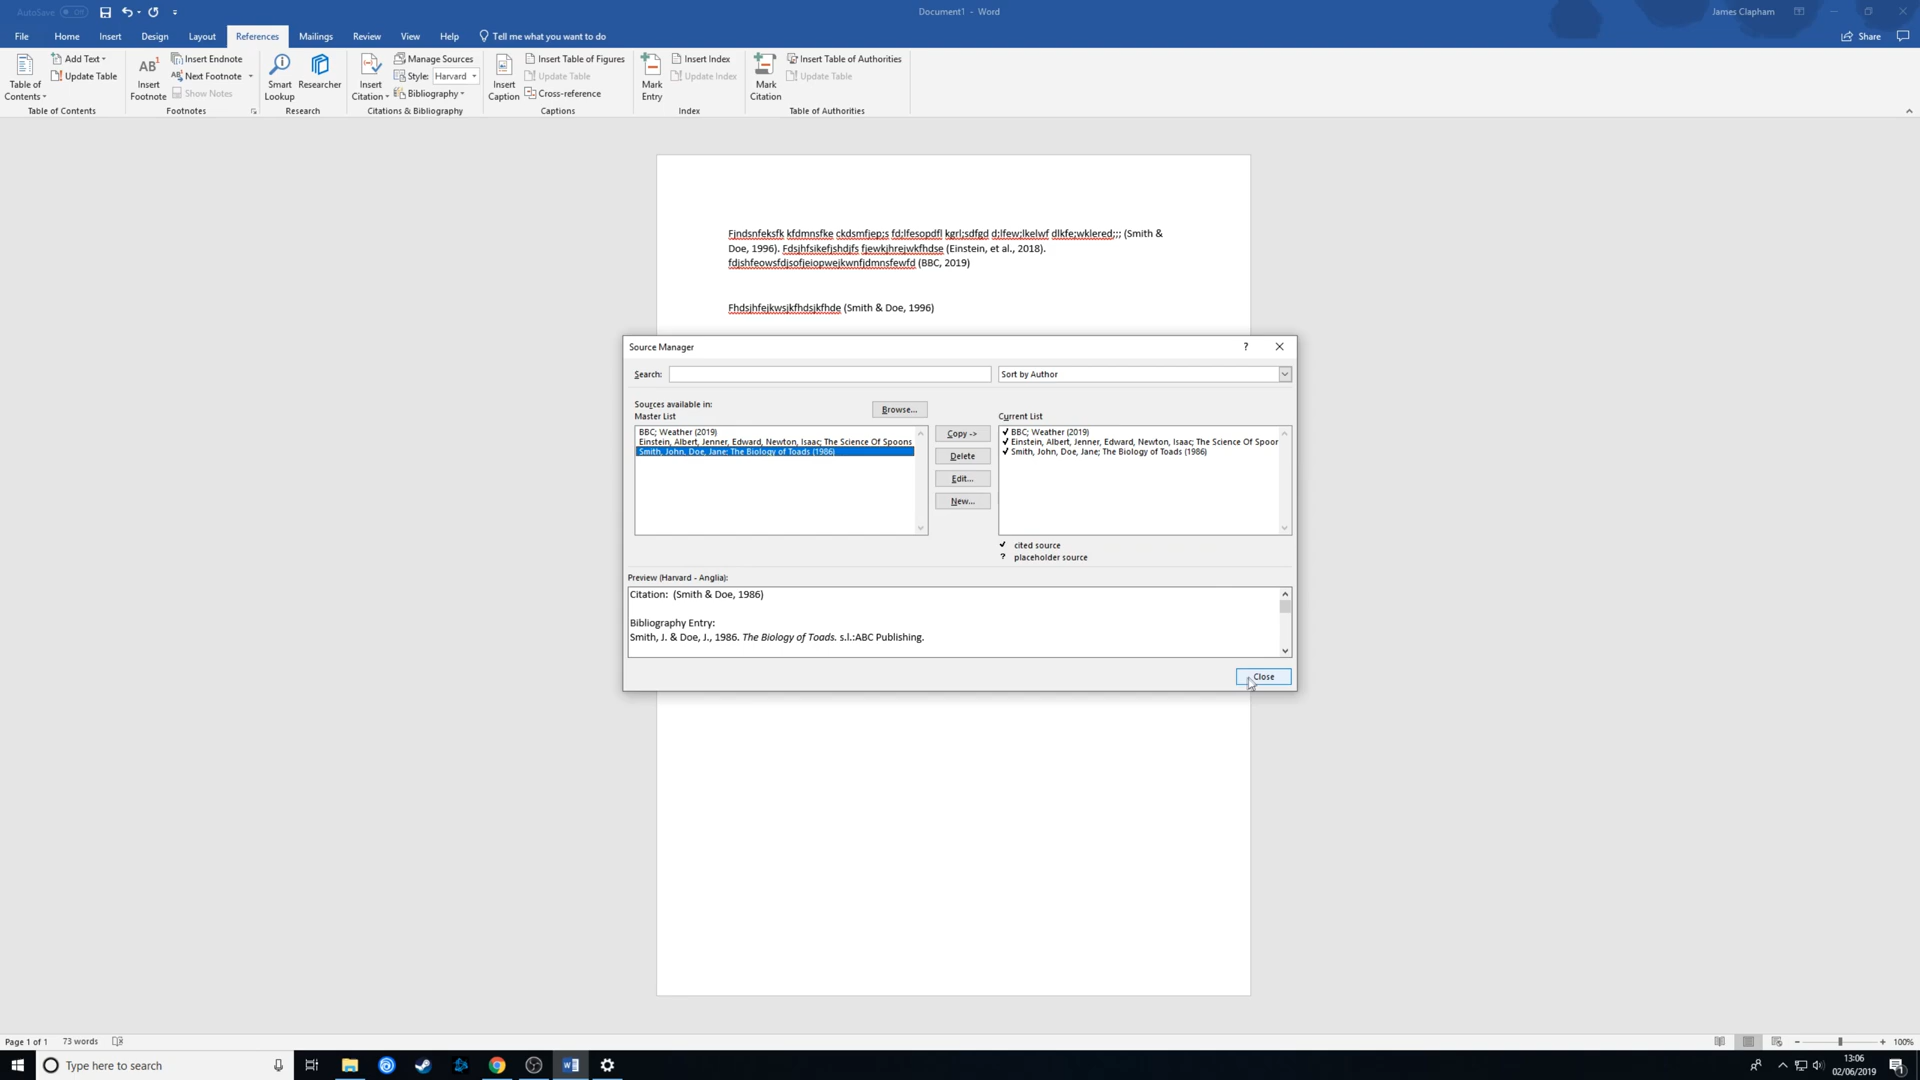 AutoSave Off
Document1 - Word
James Clapham
File Home Insert Design Layout References Mailings Review View Help Tell me what you want to do
Share
Table of Contents
Add Text
Update Table
Table of Contents
AB1 Insert Footnote
Insert Endnote
AB1 Next Footnote
Show Notes
Footnotes
Smart Lookup
Researcher
Research
Insert Citation
Manage Sources
Style: Harvard
Bibliography
Citations & Bibliography
Insert Caption
Insert Table of Figures
Update Table
Cross-reference
Captions
Mark Entry
Insert Index
Update Index
Index
Mark Citation
Insert Table of Authorities
Update Table
Table of Authorities
Fjndsnfeksfk kfdmnsfke ckdsmfjep;s fd;lfesopdfl kgrl;sdfgd d;lfew;lkelwf dlkfe;wklered;;; (Smith &
Doe, 1996). Fdsjhfsikefjshdjfs fjewkjhrejwkfhdse (Einstein, et al., 2018).
fdjshfeowsfdjsofjeiopwejkwnfjdmnsfewfd (BBC, 2019)
Fhdsjhfejkwsjkfhdsjkfhde (Smith & Doe, 1996)
Source Manager
?
Search:
Sort by Author
Sources available in:
Master List
Browse...
Current List
BBC; Weather (2019)
Einstein, Albert, Jenner, Edward, Newton, Isaac; The Science Of Spoons
Smith, John, Doe, Jane; The Biology of Toads (1986)
Copy ->
Delete
Edit...
New...
✓ BBC; Weather (2019)
✓ Einstein, Albert, Jenner, Edward, Newton, Isaac; The Science Of Spoor
✓ Smith, John, Doe, Jane; The Biology of Toads (1986)
✓ cited source
? placeholder source
Preview (Harvard - Anglia):
Citation: (Smith & Doe, 1986)
Bibliography Entry:
Smith, J. & Doe, J., 1986. The Biology of Toads. s.l.:ABC Publishing.
Close
Page 1 of 1 73 words
100%
Type here to search
13:06
02/06/2019